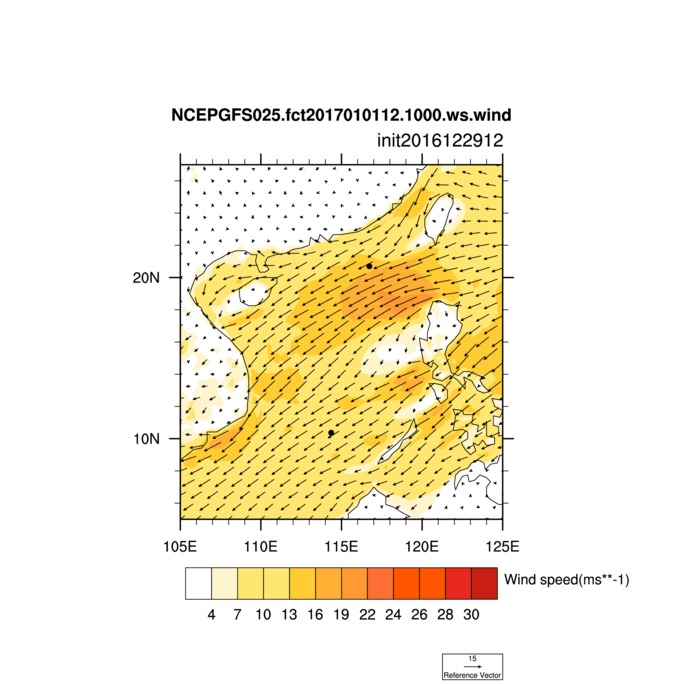 NCEPGFS025.fct2017010112.1000.ws.wind
init2016122912
20N
10N
105E 110E 115E 120E 125E
Wind speed(ms**-1)
4 7 10 13 16 19 22 24 26 28 30
15
Reference Vector